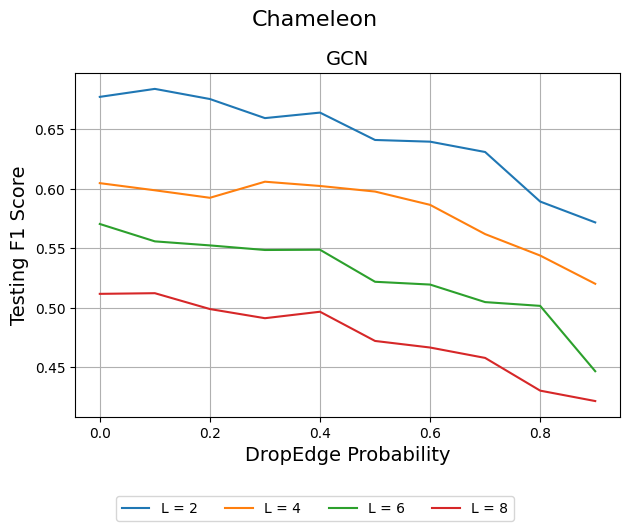 Chameleon
GCN
Testing F1 Score
0.65
0.60
0.55
0.50
0.45
0.0 0.2 0.4 0.6 0.8
DropEdge Probability
L = 2 L = 4 L = 6 L = 8